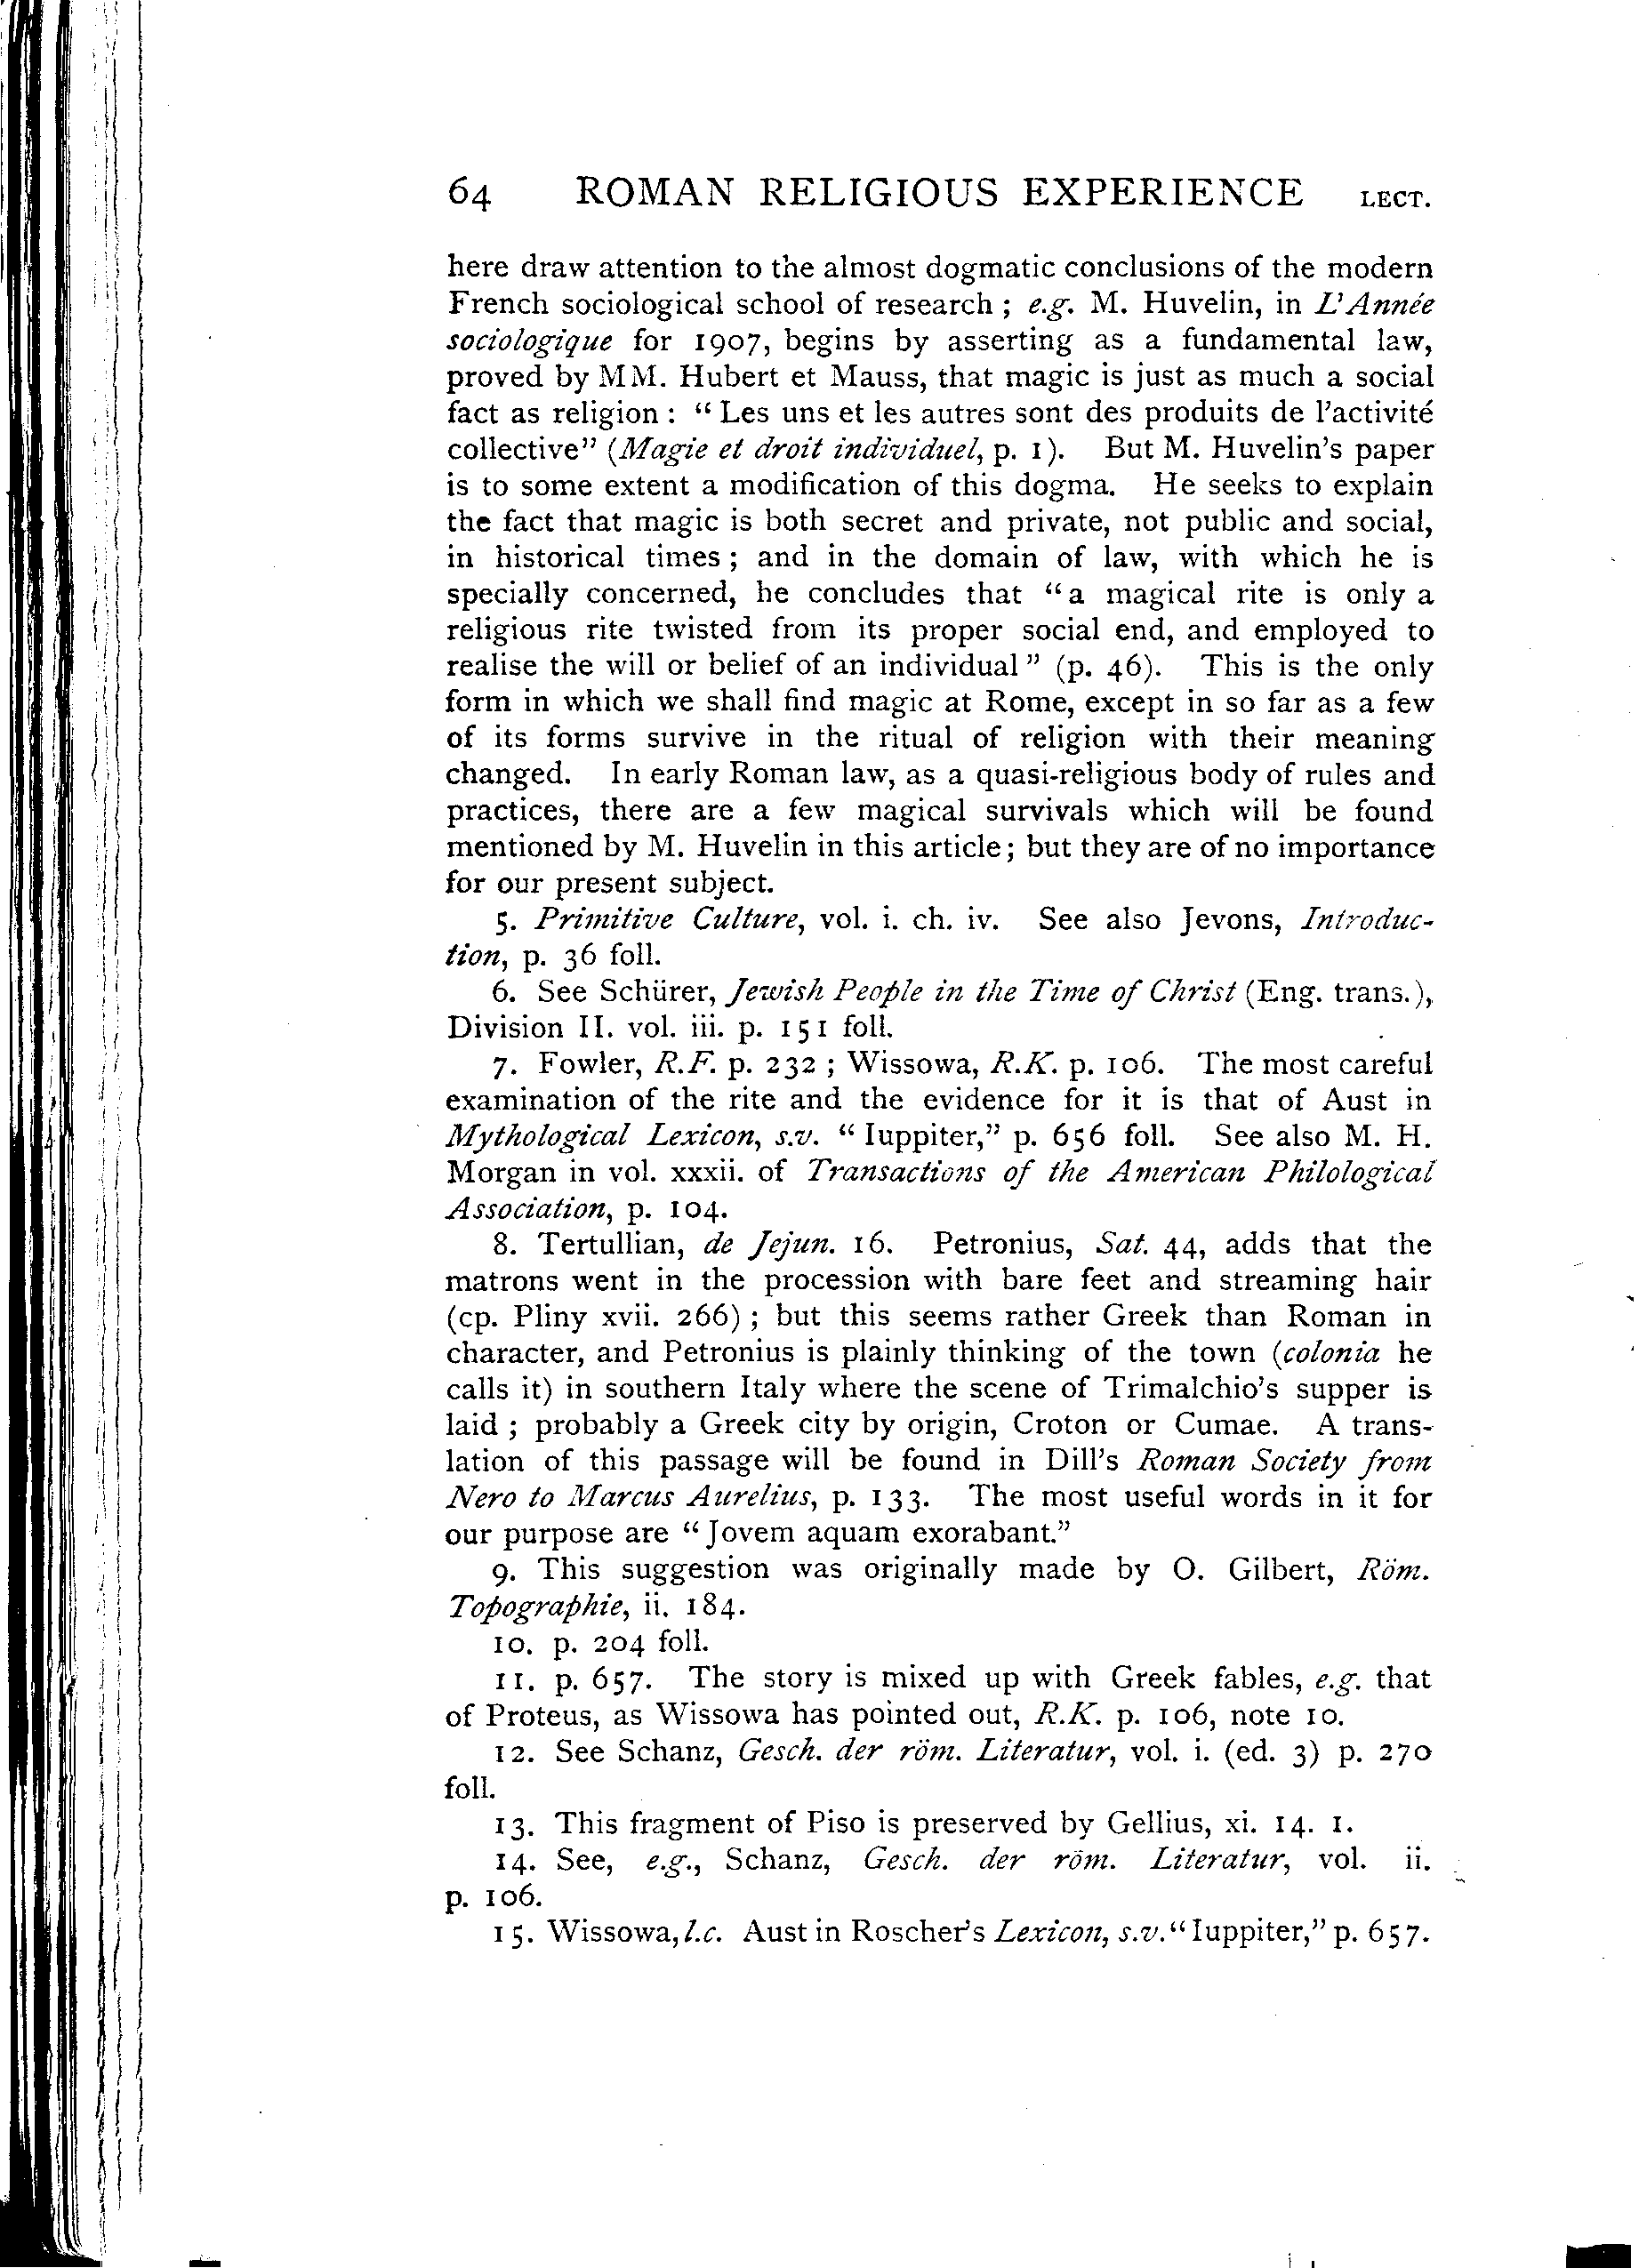 64 ROMAN RELIGIOUS EXPERIENCE LECT.
here draw attention to the almost dogmatic conclusions of the modern
French sociological school of research ; e.g. M. Huvelin, in L'Année
sociologique for 1907, begins by asserting as a fundamental law,
proved by MM. Hubert et Mauss, that magic is just as much a social
fact as religion : “ Les uns et les autres sont des produits de l'activité
collective” (Magie et droit individuel, p. 1). But M. Huvelin's paper
is to some extent a modification of this dogma. He seeks to explain
the fact that magic is both secret and private, not public and social,
in historical times ; and in the domain of law, with which he is
specially concerned, he concludes that “ a magical rite is only a
religious rite twisted from its proper social end, and employed to
realise the will or belief of an individual ” (p. 46). This is the only
form in which we shall find magic at Rome, except in so far as a few
of its forms survive in the ritual of religion with their meaning
changed. In early Roman law, as a quasi-religious body of rules and
practices, there are a few magical survivals which will be found
mentioned by M. Huvelin in this article ; but they are of no importance
for our present subject.
5. Primitive Culture, vol. i. ch. iv. See also Jevons, Introduc-
tion, p. 36 foll.
6. See Schürer, Jewish People in the Time of Christ (Eng. trans.),
Division II. vol. iii. p. 151 foll.
7. Fowler, R.F. p. 232 ; Wissowa, R.K. p. 106. The most careful
examination of the rite and the evidence for it is that of Aust in
Mythological Lexicon, s.v. “ Iuppiter,” p. 656 foll. See also M. H.
Morgan in vol. xxxii. of Transactions of the American Philological
Association, p. 104.
8. Tertullian, de Jejun. 16. Petronius, Sat. 44, adds that the
matrons went in the procession with bare feet and streaming hair
(cp. Pliny xvii. 266) ; but this seems rather Greek than Roman in
character, and Petronius is plainly thinking of the town (colonia he
calls it) in southern Italy where the scene of Trimalchio's supper is
laid ; probably a Greek city by origin, Croton or Cumae. A trans-
lation of this passage will be found in Dill's Roman Society from
Nero to Marcus Aurelius, p. 133. The most useful words in it for
our purpose are “ Jovem aquam exorabant.”
9. This suggestion was originally made by O. Gilbert, Röm.
Topographie, ii. 184.
10. p. 204 foll.
11. p. 657. The story is mixed up with Greek fables, e.g. that
of Proteus, as Wissowa has pointed out, R.K. p. 106, note 10.
12. See Schanz, Gesch. der röm. Literatur, vol. i. (ed. 3) p. 270
foll.
13. This fragment of Piso is preserved by Gellius, xi. 14. 1.
14. See, e.g., Schanz, Gesch. der röm. Literatur, vol. ii.
p. 106.
15. Wissowa, l.c. Aust in Roscher's Lexicon, s.v. “ Iuppiter,” p. 657.